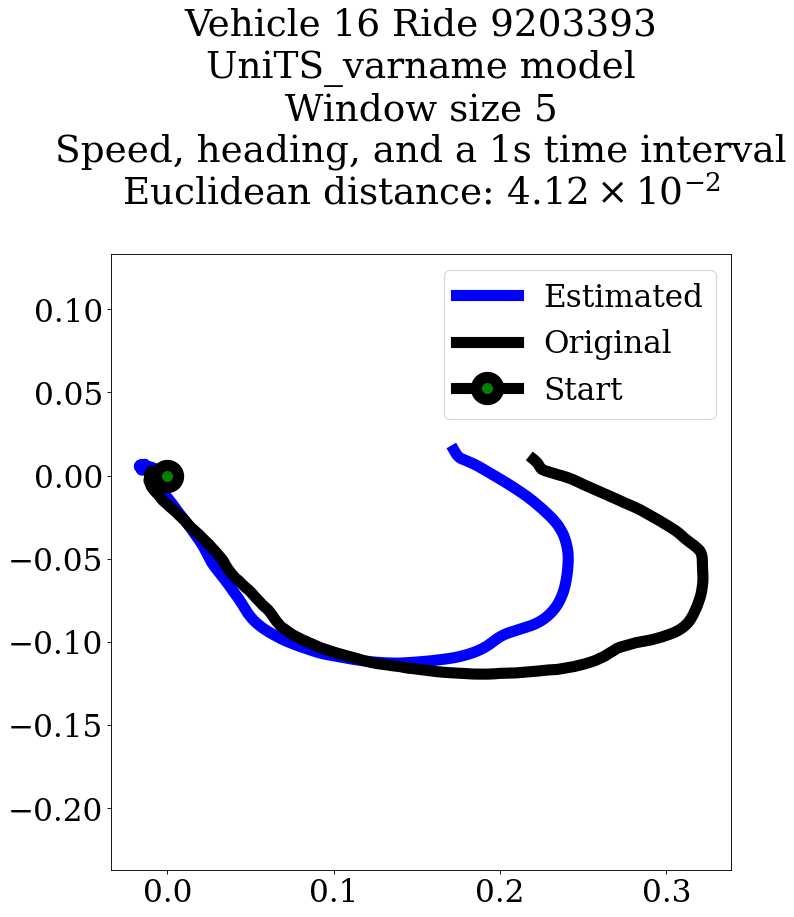 Vehicle 16 Ride 9203393
UniTS_varname model
Window size 5
Speed, heading, and a 1s time interval
Euclidean distance: 4.12 × 10⁻²
Estimated
Original
Start
0.10
0.05
0.00
−0.05
−0.10
−0.15
−0.20
0.0 0.1 0.2 0.3